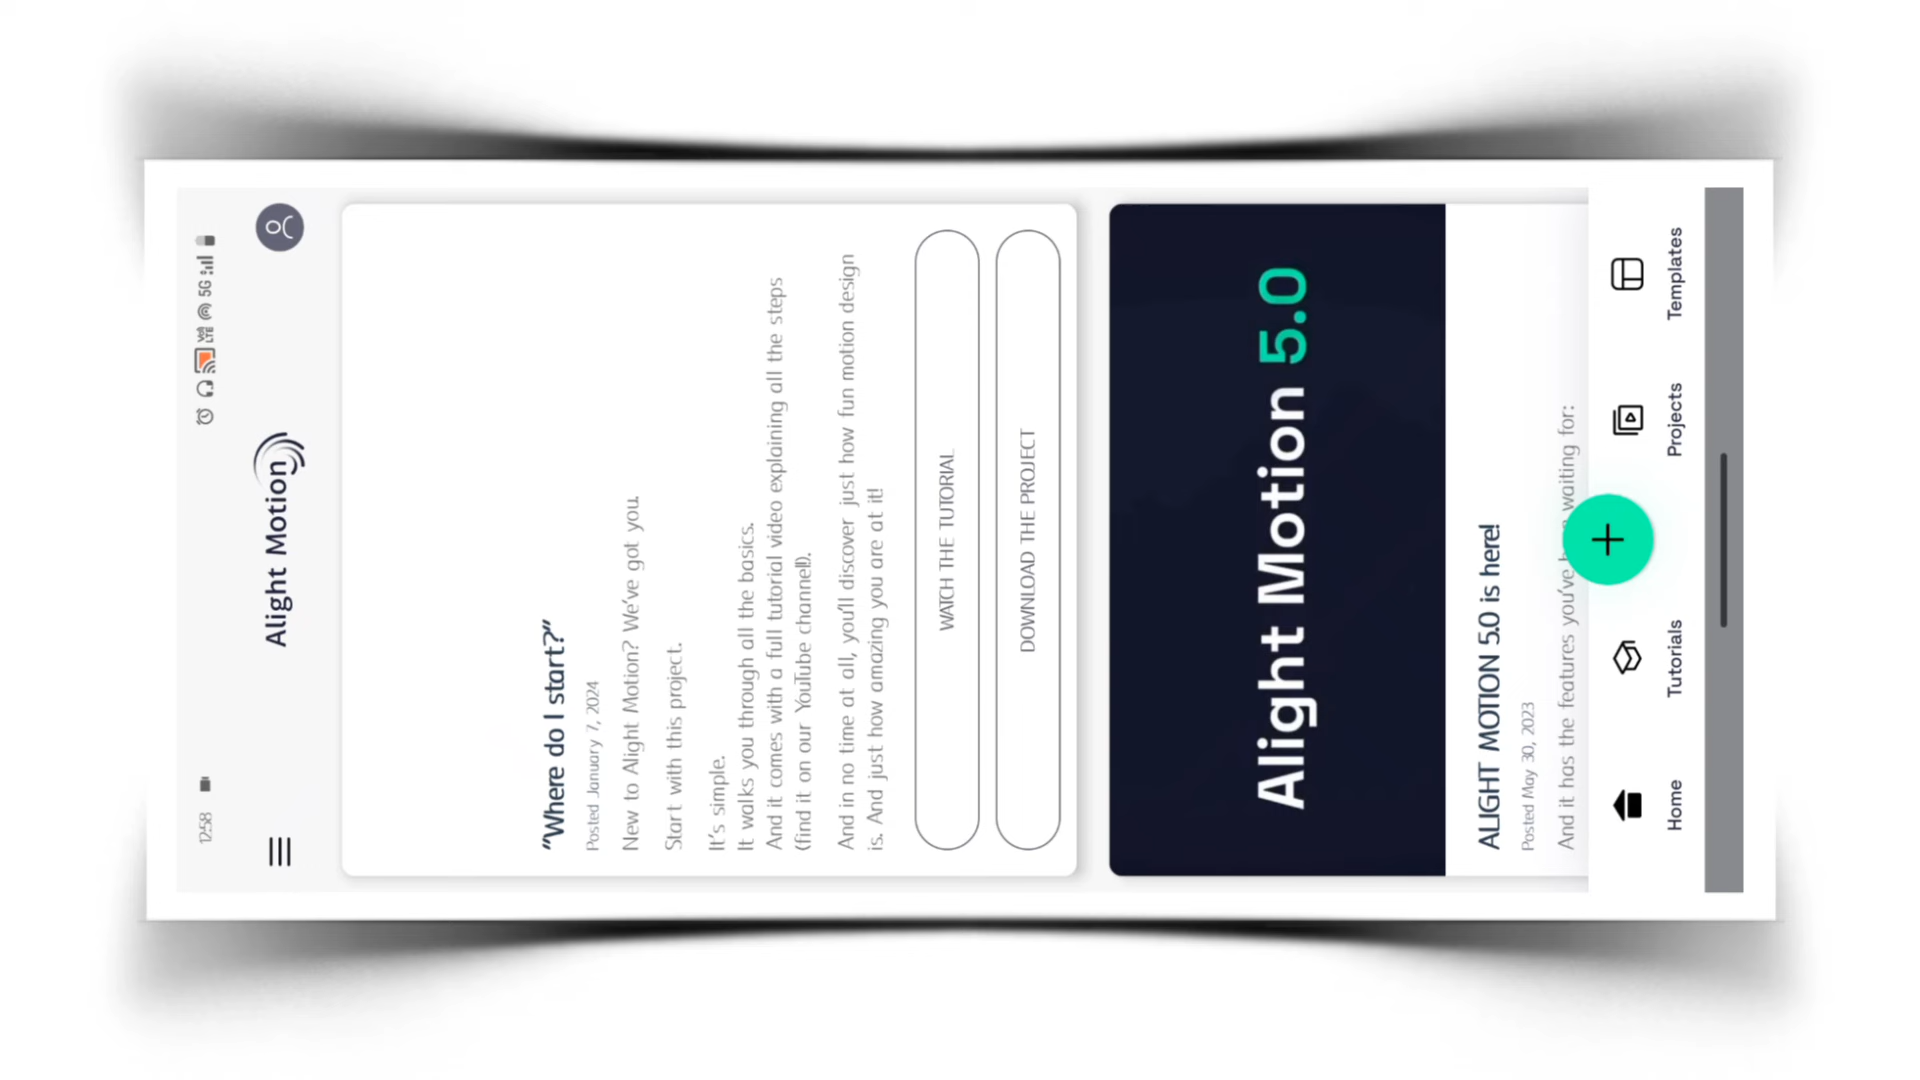 12:58
5G
Alight Motion
"Where do I start?"
Posted January 7, 2024
New to Alight Motion? We've got you.
Start with this project.
It's simple.
It walks you through all the basics.
And it comes with a full tutorial video explaining all the steps
(find it on our YouTube channel!).
And in no time at all, you'll discover just how fun motion design
is. And just how amazing you are at it!
WATCH THE TUTORIAL
DOWNLOAD THE PROJECT
Alight Motion 5.0
ALIGHT MOTION 5.0 is here!
Posted May 30, 2023
And it has the features you've waiting for:
Home
Tutorials
Projects
Templates